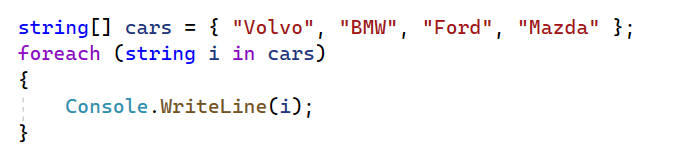 string[] cars = { "Volvo", "BMW", "Ford", "Mazda" };
foreach (string i in cars)
{
    Console.WriteLine(i);
}